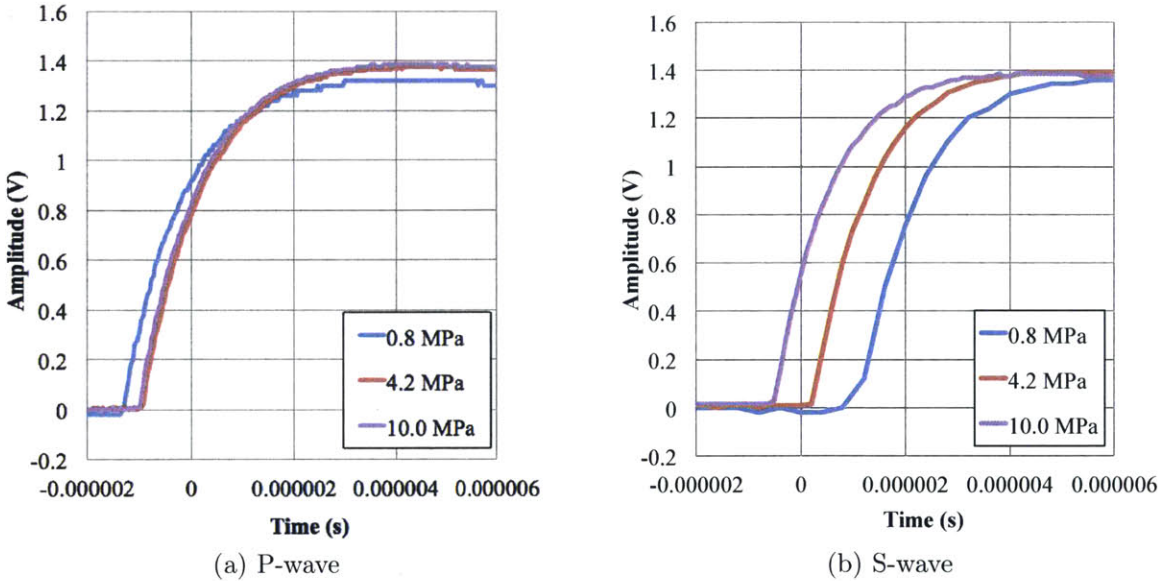 1.6
1.4
1.2
1
0.8
0.6
0.4
0.2
0
-0.2
Amplitude (V)
0.8 MPa
4.2 MPa
10.0 MPa
-0.000002 0 0.000002 0.000004 0.000006
Time (s)
(a) P-wave
1.6
1.4
1.2
1
0.8
0.6
0.4
0.2
0
-0.2
Amplitude (V)
0.8 MPa
4.2 MPa
10.0 MPa
-0.000002 0 0.000002 0.000004 0.000006
Time (s)
(b) S-wave